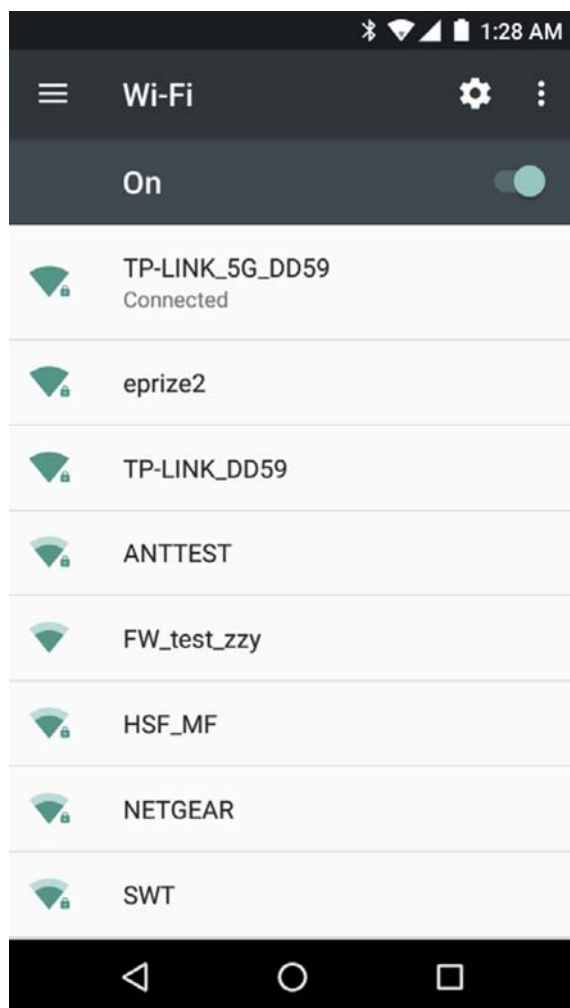 1:28 AM
Wi-Fi
On
TP-LINK_5G_DD59
Connected
eprize2
TP-LINK_DD59
ANTTEST
FW_test_zzy
HSF_MF
NETGEAR
SWT